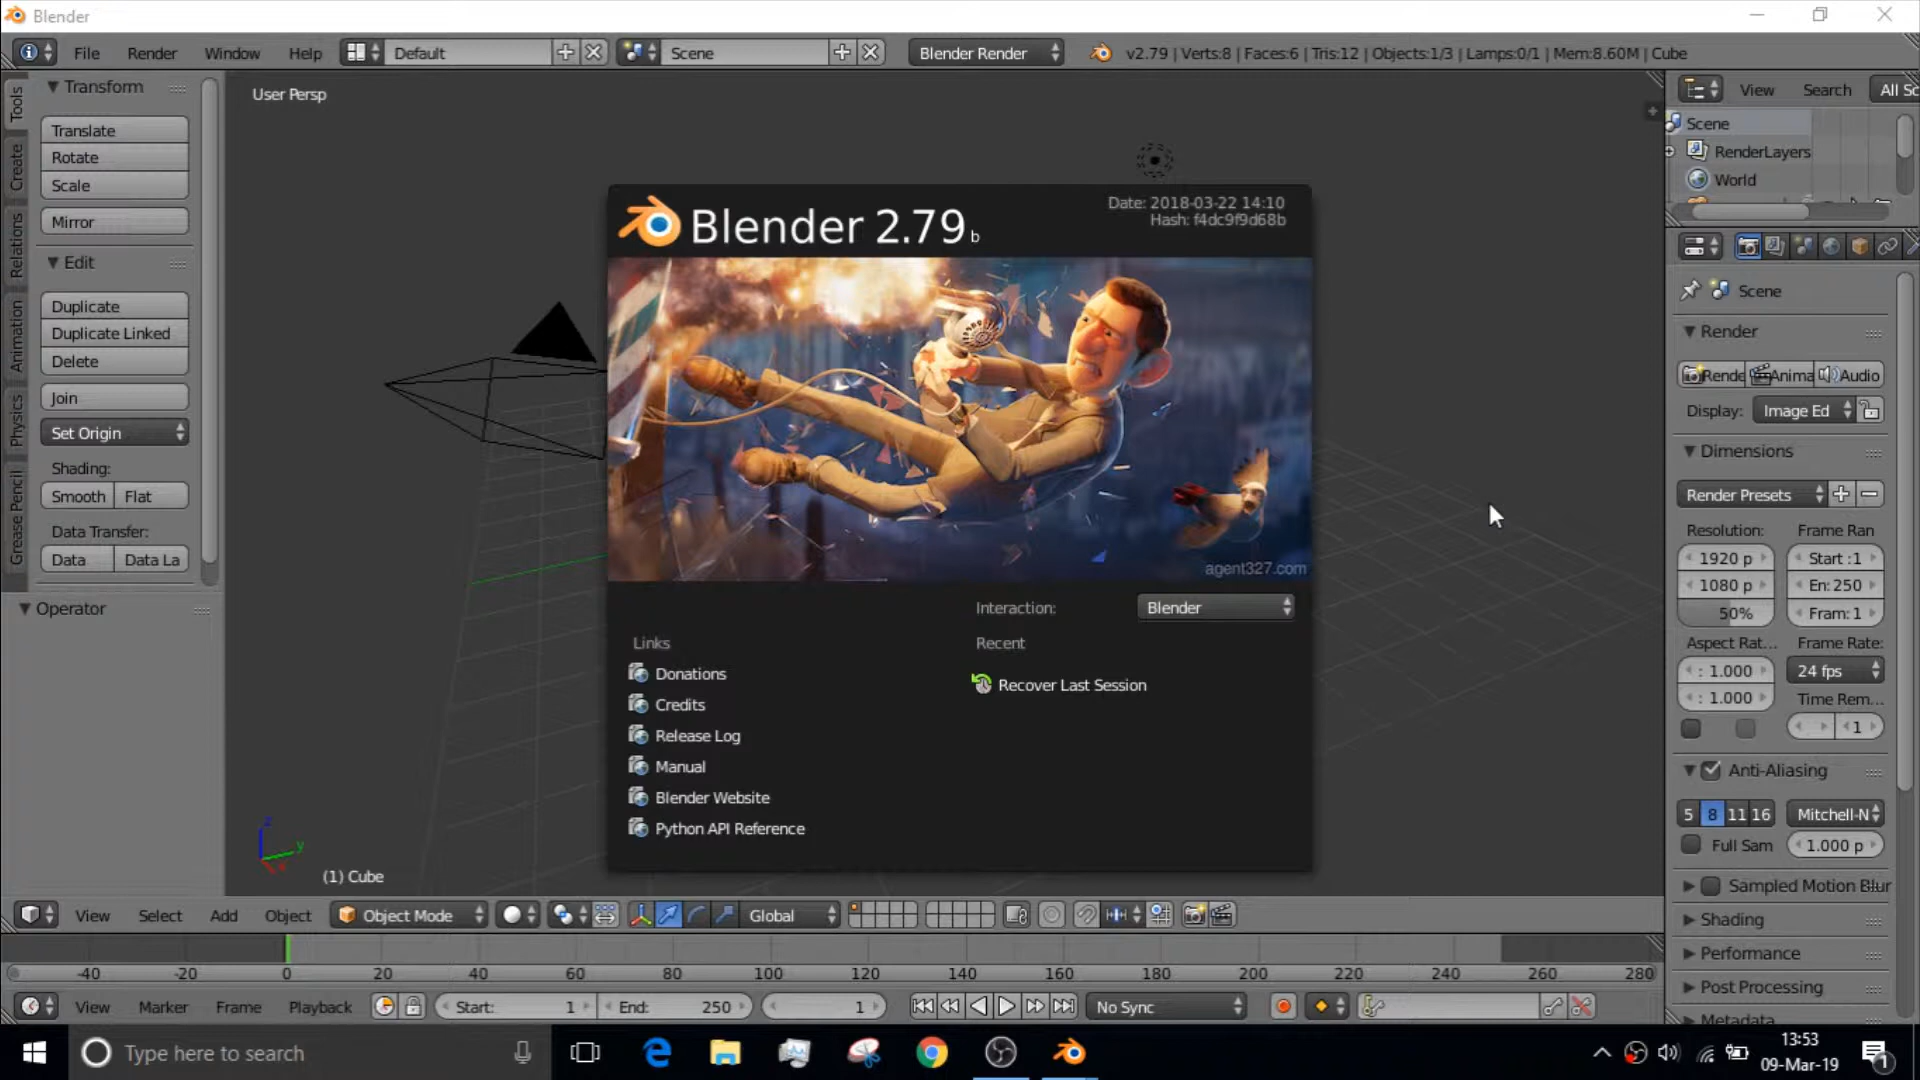 Blender
File Render Window Help Default Scene Blender Render v2.79 | Verts:8 | Faces:6 | Tris:12 | Objects:1/3 | Lamps:0/1 | Mem:8.60M | Cube
Tools
Create
Relations
Animation
Physics
Grease Pencil
Transform
Translate
Rotate
Scale
Mirror
Edit
Duplicate
Duplicate Linked
Delete
Join
Set Origin
Shading:
Smooth Flat
Data Transfer:
Data Data La
Operator
User Persp
Blender 2.79 b
Date: 2018-03-22 14:10
Hash: f4dc9f9d68b
agent327.com
Interaction: Blender
Links
Donations
Credits
Release Log
Manual
Blender Website
Python API Reference
Recent
Recover Last Session
z
y
x
(1) Cube
View Search All Sc
Scene
RenderLayers
World
Scene
Render
Rende Anima Audio
Display: Image Ed
Dimensions
Render Presets
Resolution: Frame Ran
1920 p Start :1
1080 p En: 250
50% Fram: 1
Aspect Rat... Frame Rate:
: 1.000 24 fps
: 1.000 Time Rem...
1
Anti-Aliasing
5 8 11 16 Mitchell-N
Full Sam 1.000 p
Sampled Motion Blur
Shading
Performance
Post Processing
Metadata
View Select Add Object Object Mode Global
-40 -20 0 20 40 60 80 100 120 140 160 180 200 220 240 260 280
View Marker Frame Playback Start: 1 End: 250 1 No Sync
Type here to search
13:53
09-Mar-19
1